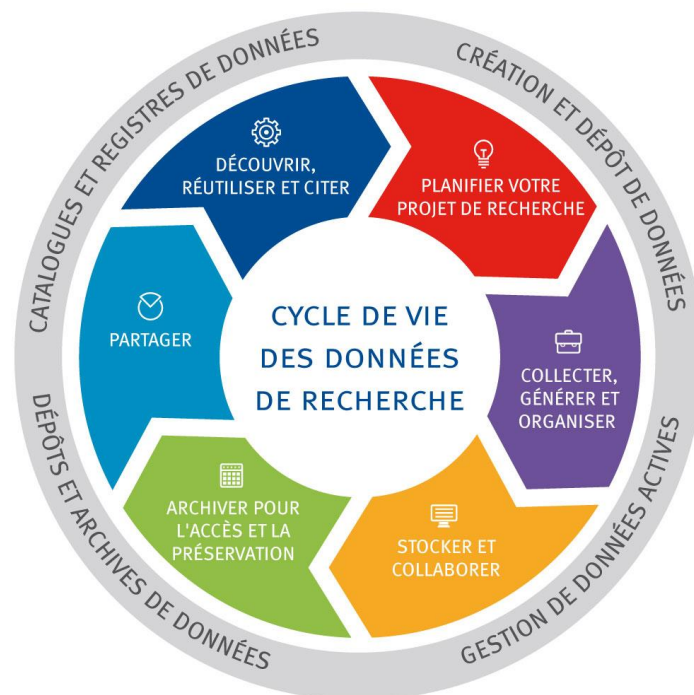 CYCLE DE VIE
DES DONNÉES
DE RECHERCHE
PLANIFIER VOTRE
PROJET DE RECHERCHE
COLLECTER,
GÉNÉRER ET
ORGANISER
STOCKER ET
COLLABORER
ARCHIVER POUR
L'ACCÈS ET LA
PRÉSERVATION
PARTAGER
DÉCOUVRIR,
RÉUTILISER ET CITER
CRÉATION ET DÉPÔT DE DONNÉES
GESTION DE DONNÉES ACTIVES
DÉPÔTS ET ARCHIVES DE DONNÉES
CATALOGUES ET REGISTRES DE DONNÉES